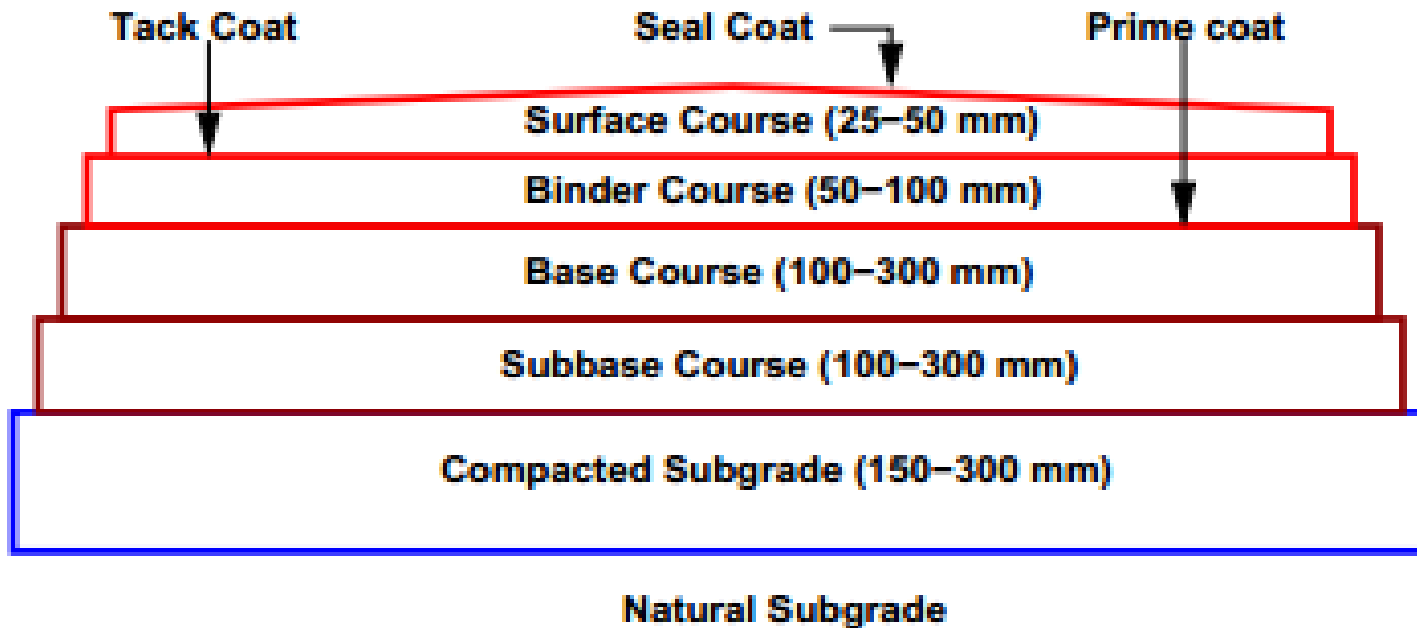 Tack Coat
Seal Coat
Prime coat
Surface Course (25−50 mm)
Binder Course (50−100 mm)
Base Course (100−300 mm)
Subbase Course (100−300 mm)
Compacted Subgrade (150−300 mm)
Natural Subgrade